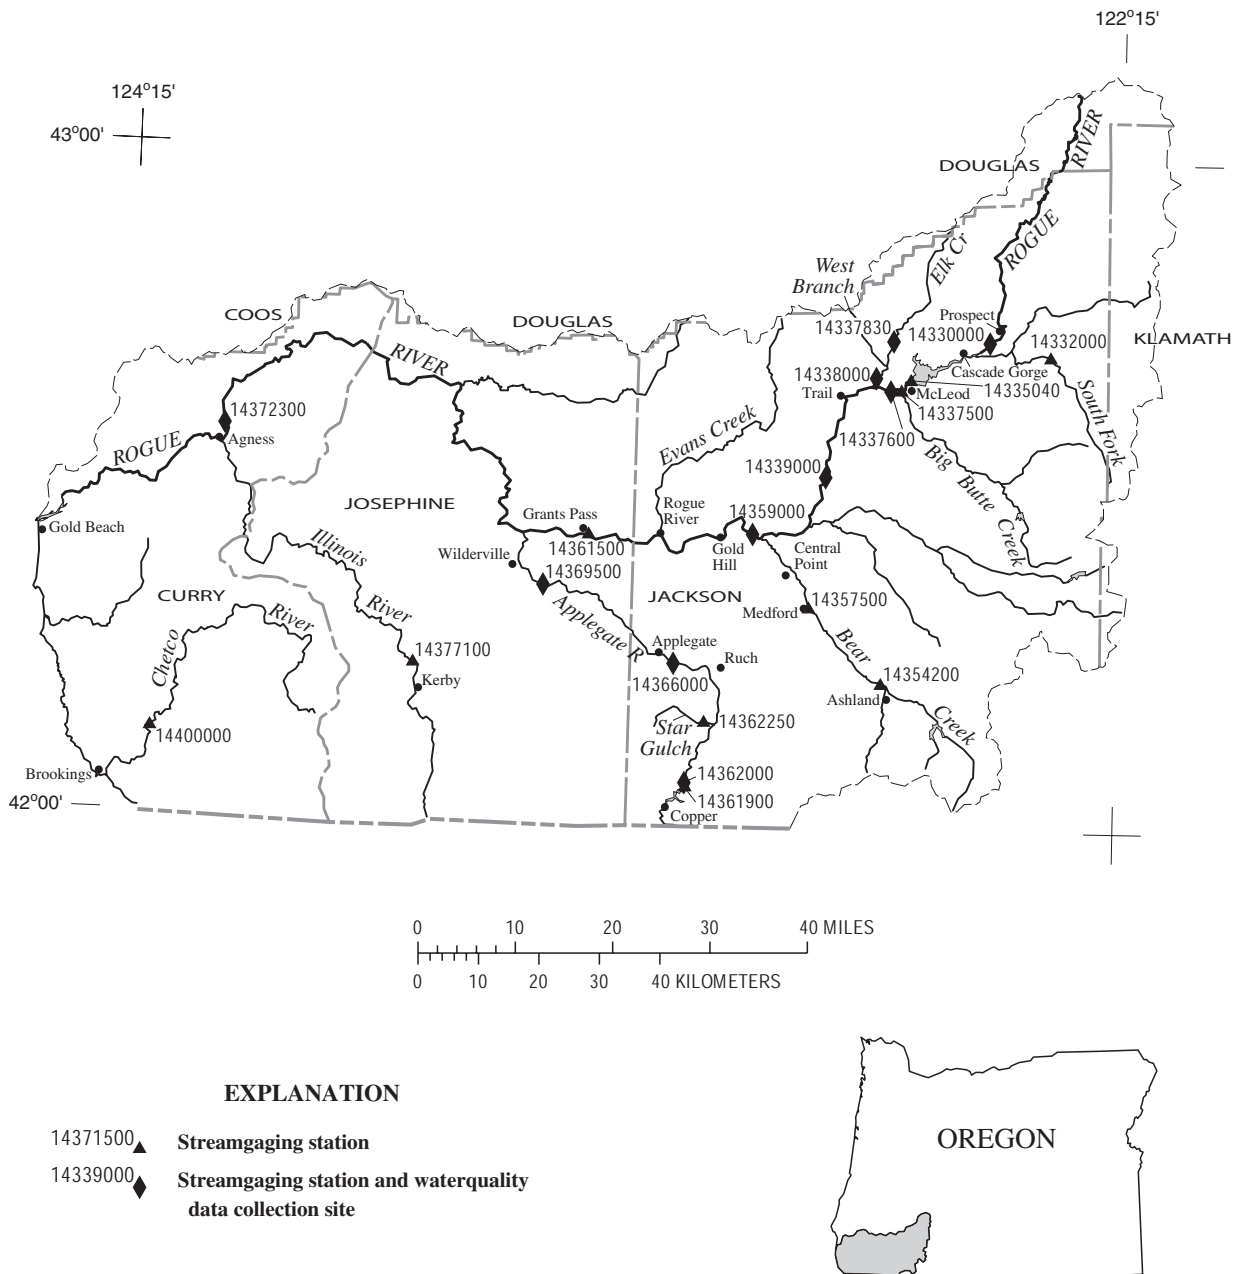 122°15'
124°15'
43°00'
DOUGLAS
RIVER
ROGUE
Elk Cr
West
Branch
COOS
DOUGLAS
14337830
14330000
Prospect
14332000
KLAMATH
RIVER
Cascade Gorge
14338000
14335040
McLeod
Trail
14337500
South Fork
14372300
14337600
Agness
ROGUE
Evans Creek
Big
Butte
Creek
14339000
JOSEPHINE
Rogue
River
14359000
Gold Beach
Grants Pass
14361500
Gold
Hill
Central
Point
Illinois
River
Wilderville
14369500
CURRY
JACKSON
Medford
14357500
Chetco
River
Applegate R
Applegate
Bear
Creek
14377100
Ruch
Kerby
14366000
14354200
Ashland
14400000
Star
Gulch
14362250
Brookings
14362000
14361900
42°00'
Copper
0 10 20 30 40 MILES
0 10 20 30 40 KILOMETERS
EXPLANATION
14371500 Streamgaging station
14339000 Streamgaging station and waterquality
data collection site
OREGON